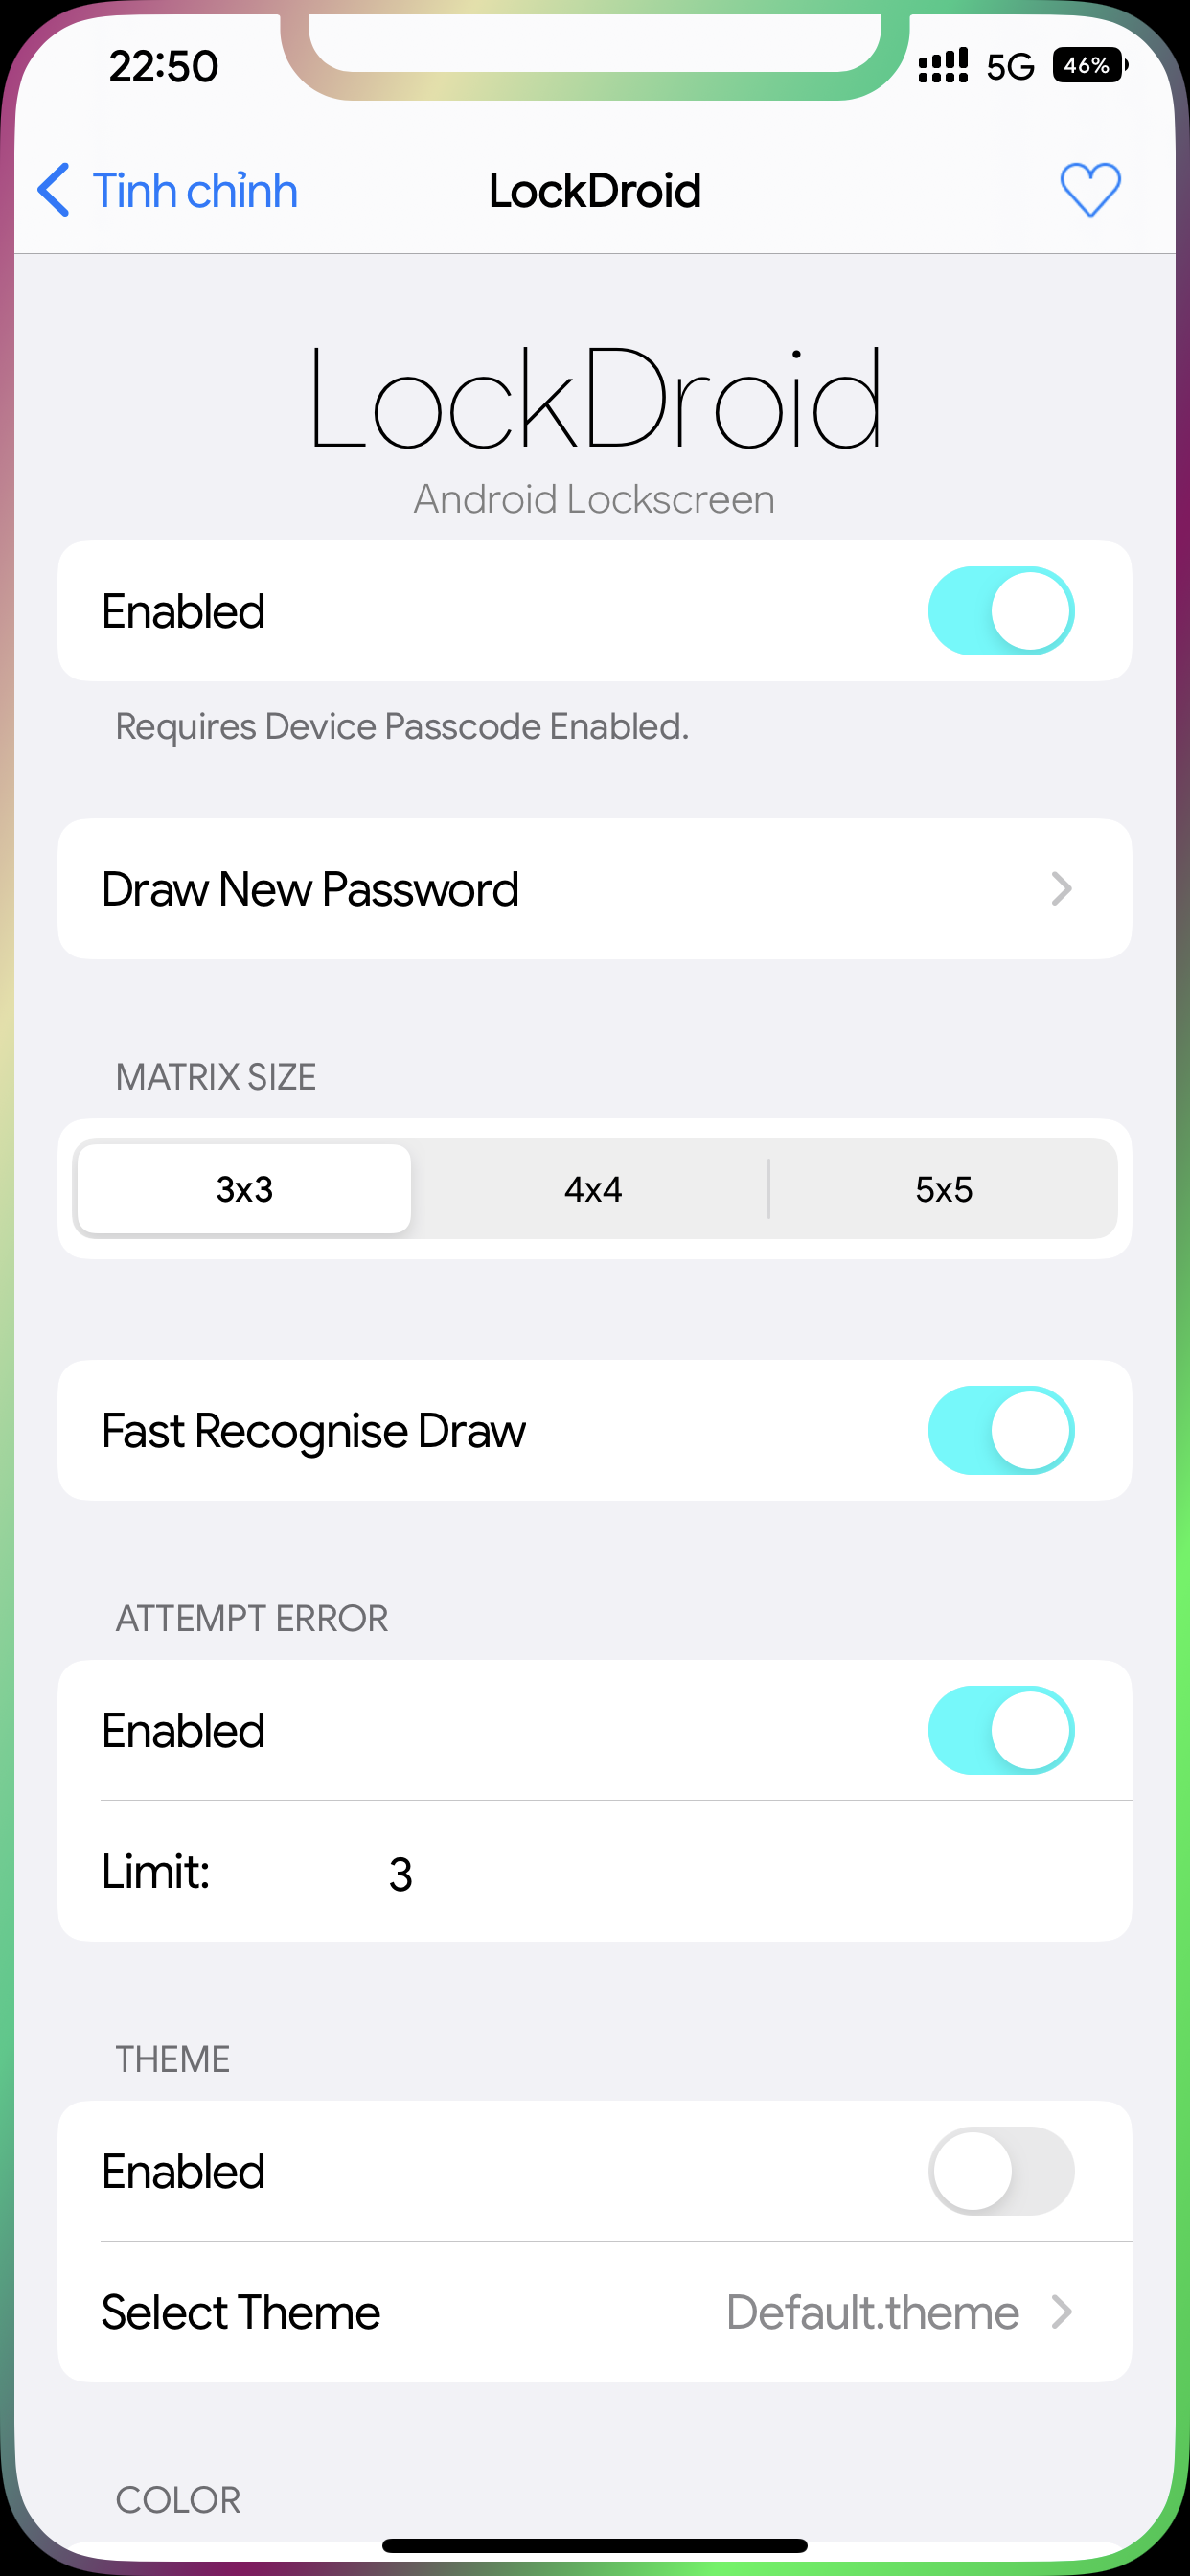 22:50
5G 46%
Tinh chỉnh LockDroid
LockDroid
Android Lockscreen
Enabled
Requires Device Passcode Enabled.
Draw New Password
MATRIX SIZE
3x3 4x4 5x5
Fast Recognise Draw
ATTEMPT ERROR
Enabled
Limit: 3
THEME
Enabled
Select Theme Default.theme
COLOR